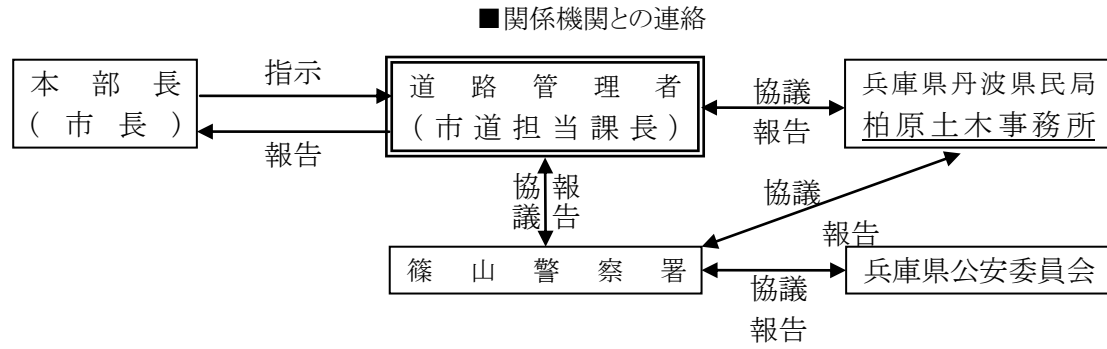 ■関係機関との連絡
本部長
(市長)
指示
報告
道路管理者
(市道担当課長)
協議
報告
兵庫県丹波県民局
柏原土木事務所
協議
報告
協議
報告
篠山警察署
協議
報告
兵庫県公安委員会